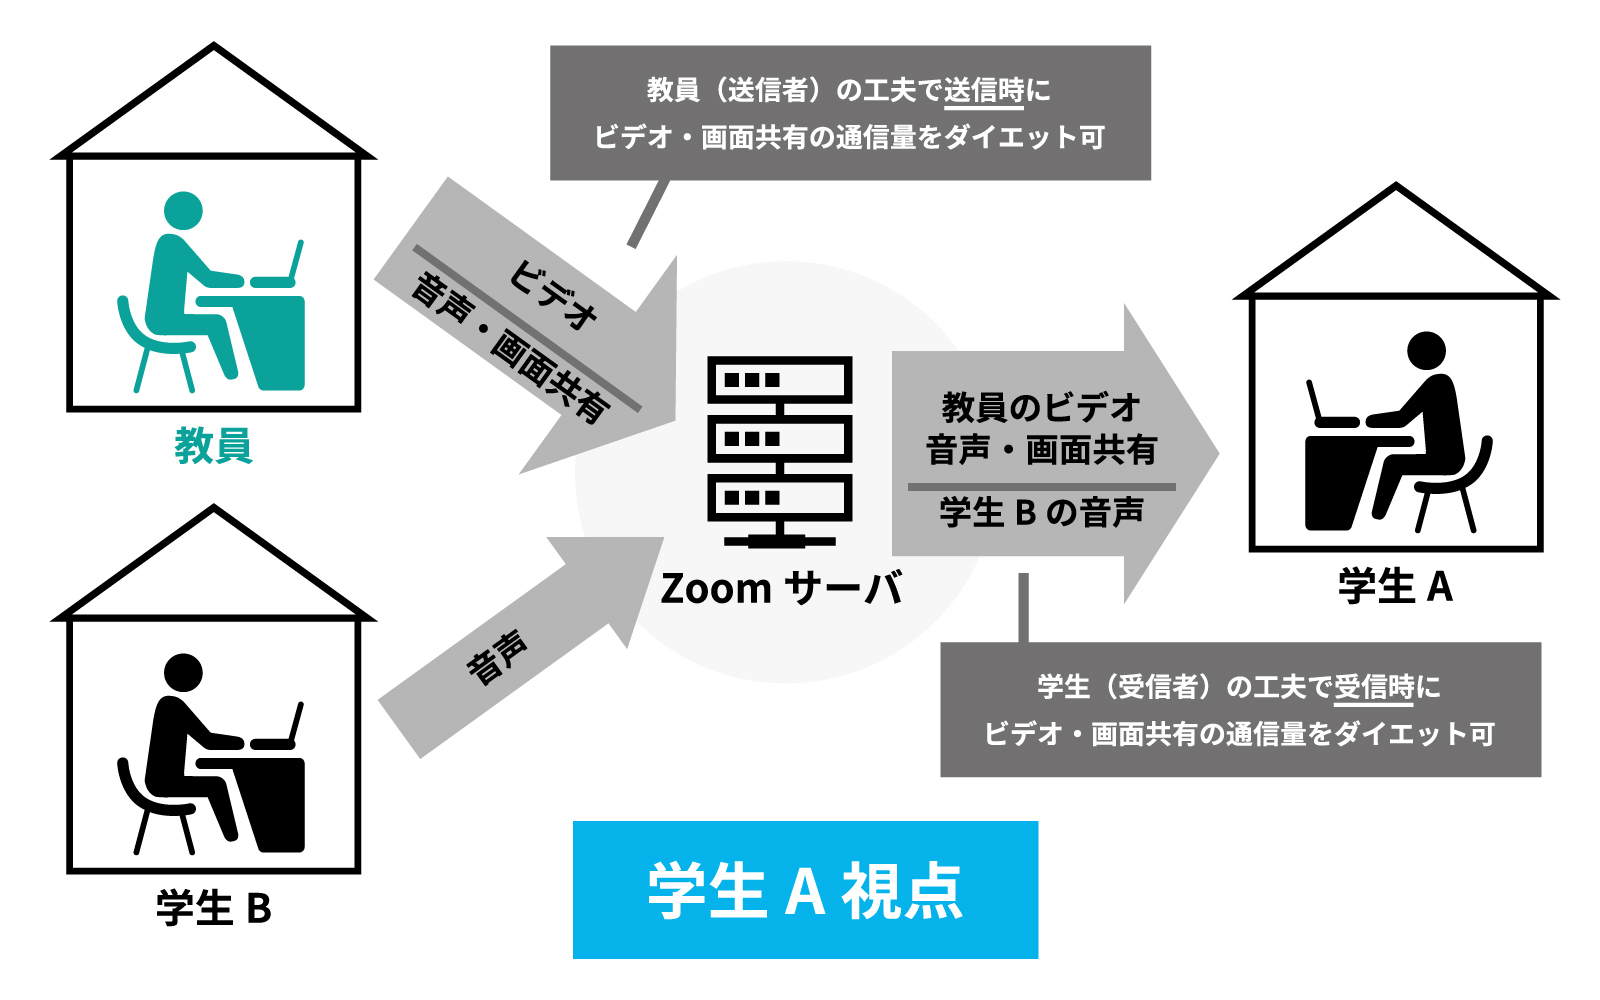 教員（送信者）の工夫で送信時に
ビデオ・画面共有の通信量をダイエット可
ビデオ
音声・画面共有
教員
教員のビデオ
音声・画面共有
学生 B の音声
Zoom サーバ
学生 A
音声
学生（受信者）の工夫で受信時に
ビデオ・画面共有の通信量をダイエット可
学生 B
学生 A 視点